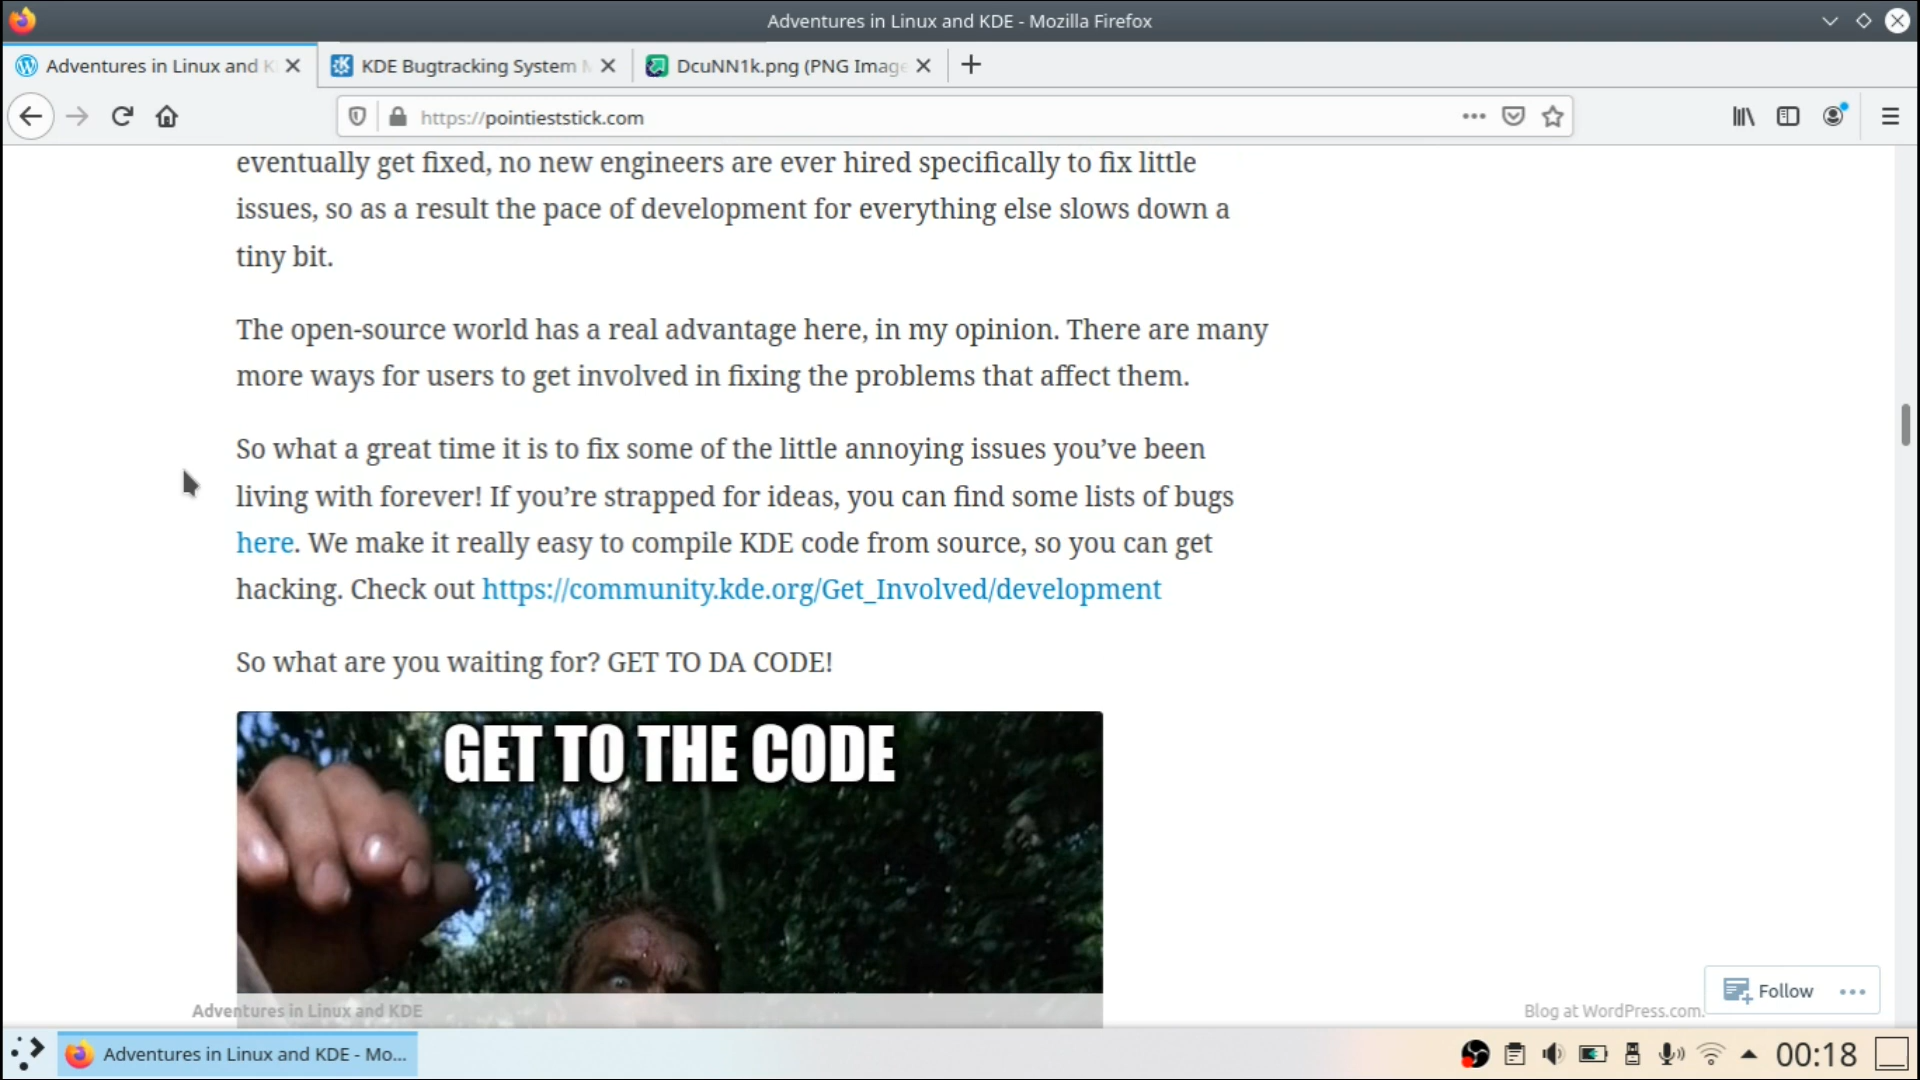 Adventures in Linux and KDE - Mozilla Firefox
Adventures in Linux and K
KDE Bugtracking System M
DcuNN1k.png (PNG Image
https://pointieststick.com
eventually get fixed, no new engineers are ever hired specifically to fix little
issues, so as a result the pace of development for everything else slows down a
tiny bit.
The open-source world has a real advantage here, in my opinion. There are many
more ways for users to get involved in fixing the problems that affect them.
So what a great time it is to fix some of the little annoying issues you’ve been
living with forever! If you’re strapped for ideas, you can find some lists of bugs
here. We make it really easy to compile KDE code from source, so you can get
hacking. Check out https://community.kde.org/Get_Involved/development
So what are you waiting for? GET TO DA CODE!
GET TO THE CODE
Follow
Adventures in Linux and KDE
Blog at WordPress.com.
Adventures in Linux and KDE - Mo...
00:18